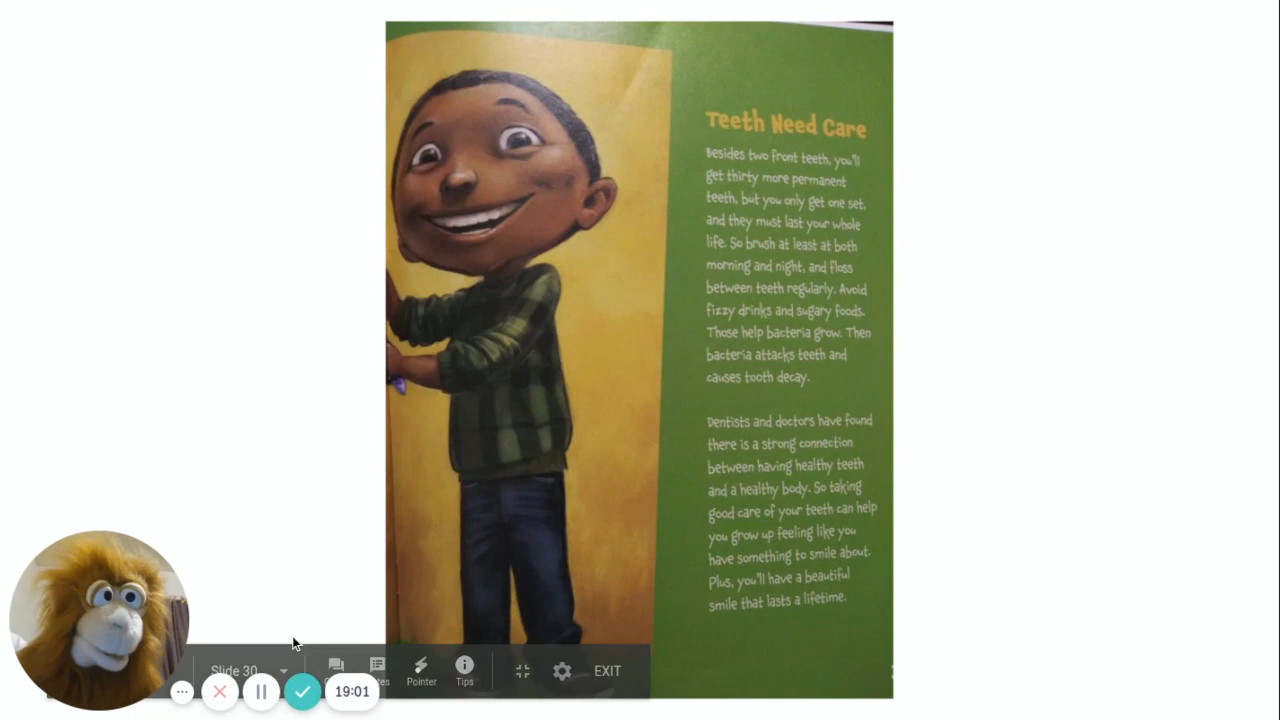 Teeth Need Care
Besides two front teeth, you'll
get thirty more permanent
teeth, but you only get one set,
and they must last your whole
life. So brush at least at both
morning and night, and floss
between teeth regularly. Avoid
fizzy drinks and sugary foods.
Those help bacteria grow. Then
bacteria attacks teeth and
causes tooth decay.
Dentists and doctors have found
there is a strong connection
between having healthy teeth
and a healthy body. So taking
good care of your teeth can help
you grow up feeling like you
have something to smile about.
Plus, you'll have a beautiful
smile that lasts a lifetime.
Slide 30
Pointer
Tips
EXIT
19:01